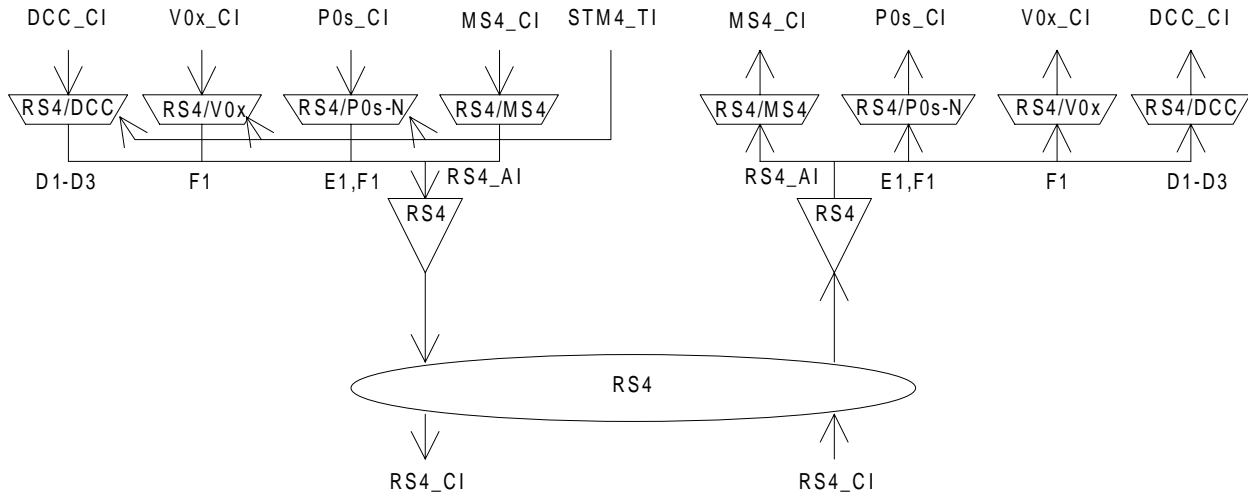 DCC_CI V0x_CI P0s_CI MS4_CI STM4_TI MS4_CI P0s_CI V0x_CI DCC_CI
RS4/DCC RS4/V0x RS4/P0s-N RS4/MS4 RS4/MS4 RS4/P0s-N RS4/V0x RS4/DCC
D1-D3 F1 E1,F1 RS4_AI RS4_AI E1,F1 F1 D1-D3
RS4 RS4
RS4
RS4_CI RS4_CI